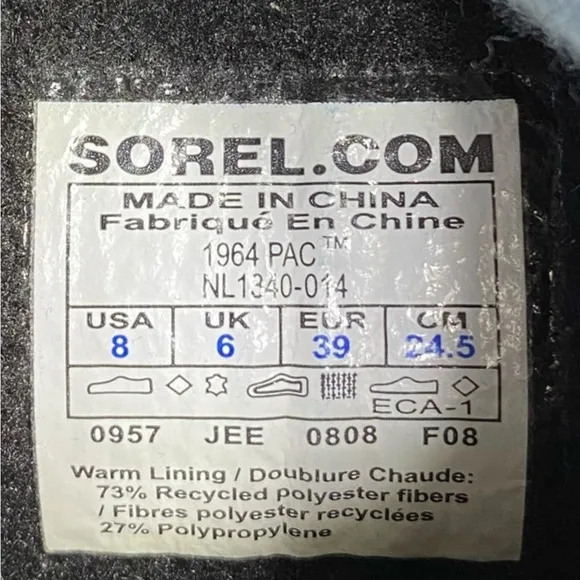 SOREL.COM
MADE IN CHINA
Fabriqué En Chine
1964 PAC™
NL1340-014
USA UK EUR CM
8 6 39 24.5
ECA-1
0957 JEE 0808 F08
Warm Lining / Doublure Chaude:
73% Recycled Polyester fibers
/ Fibres polyester recyclées
27% Polypropylene